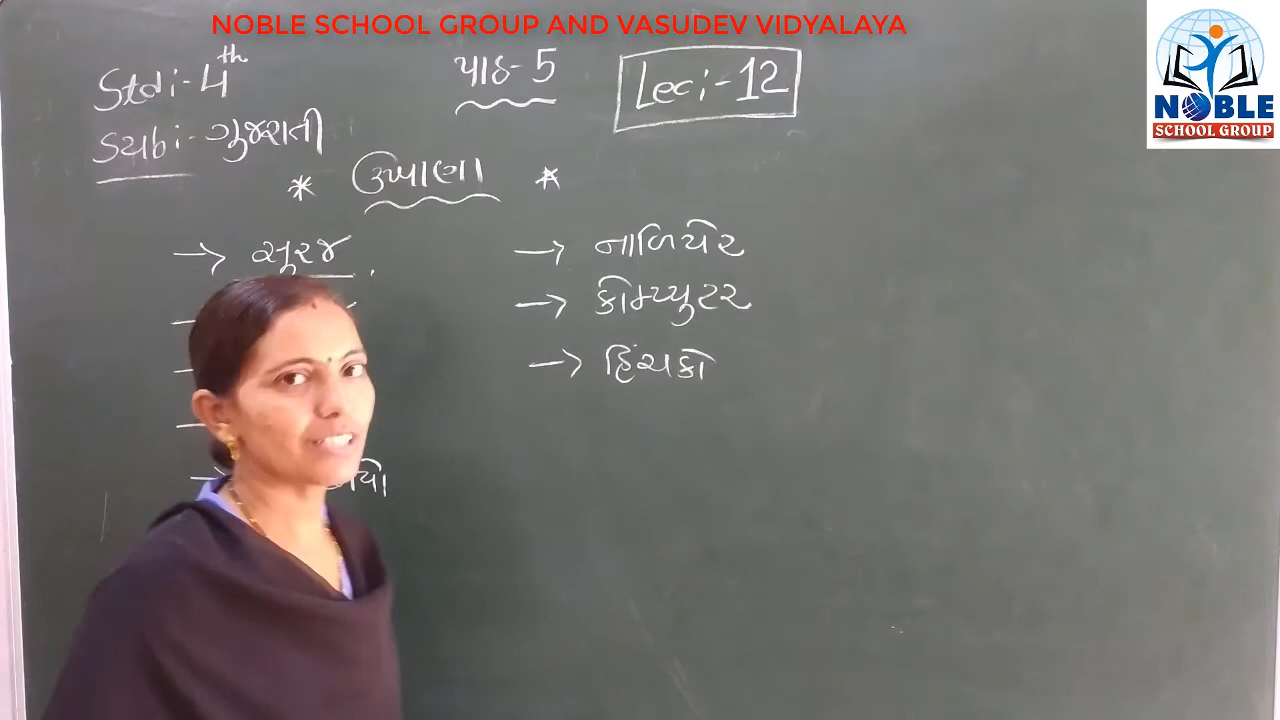 NOBLE SCHOOL GROUP AND VASUDEV VIDYALAYA
NOBLE
SCHOOL GROUP
Std :- 4th
પાઠ - 5
Lec :- 12
Sub :- ગુજરાતી
* ઉખાણા *
→ સૂરજ
→ નાળિયેર
→ કોમ્પ્યુટર
→ હિંચકો